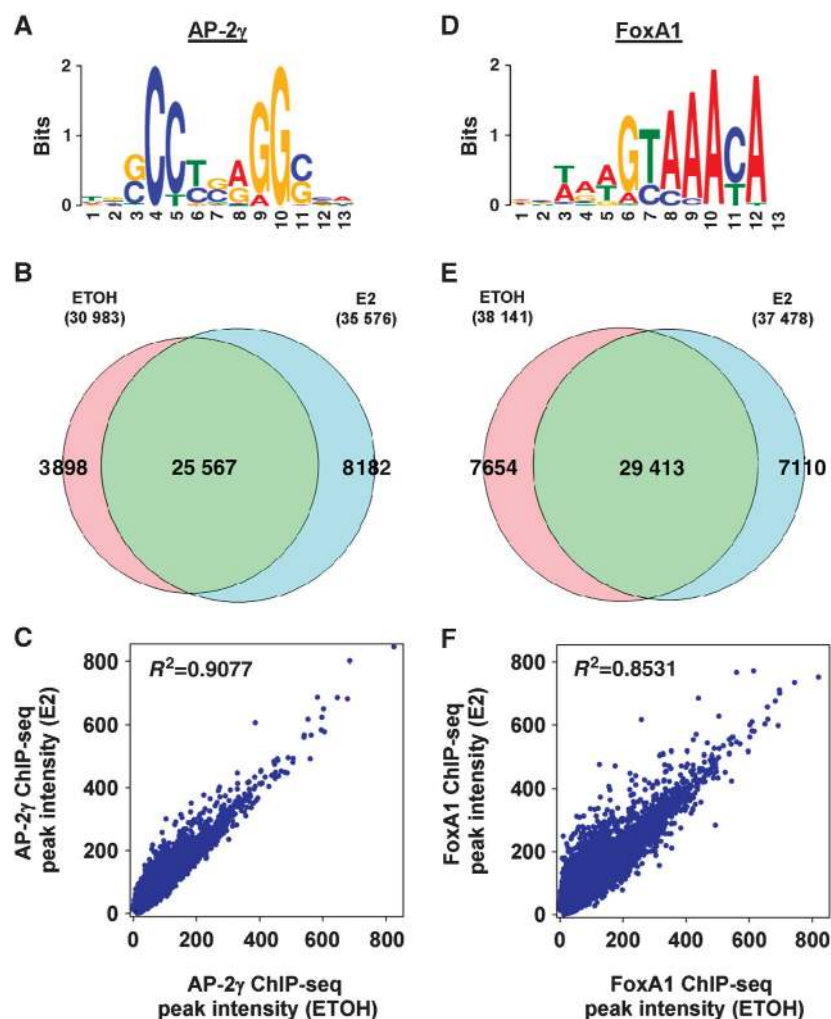 A
AP-2γ
Bits
2
1
0
1 2 3 4 5 6 7 8 9 10 11 12 13
D
FoxA1
Bits
2
1
0
1 2 3 4 5 6 7 8 9 10 11 12 13
B
ETOH
(30 983)
E2
(35 576)
3898
25 567
8182
E
ETOH
(38 141)
E2
(37 478)
7654
29 413
7110
C
R²=0.9077
AP-2γ ChIP-seq
peak intensity (E2)
800
600
400
200
0
0 200 400 600 800
AP-2γ ChIP-seq
peak intensity (ETOH)
F
R²=0.8531
FoxA1 ChIP-seq
peak intensity (E2)
800
600
400
200
0
0 200 400 600 800
FoxA1 ChIP-seq
peak intensity (ETOH)